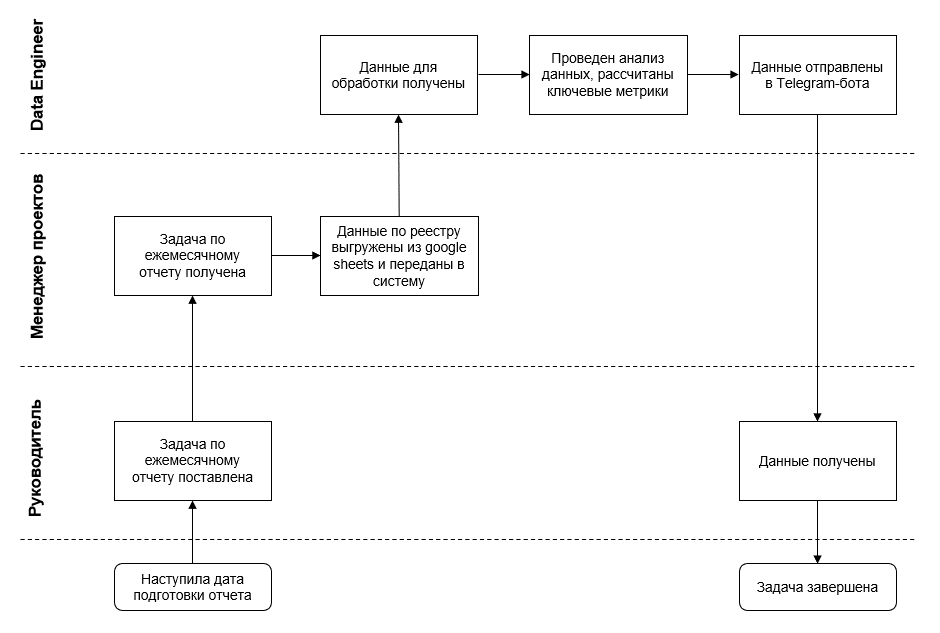 Data Engineer
Данные для
обработки получены
Проведен анализ
данных, рассчитаны
ключевые метрики
Данные отправлены
в Telegram-бота
Менеджер проектов
Задача по
ежемесячному
отчету получена
Данные по реестру
выгружены из google
sheets и переданы в
систему
Руководитель
Задача по
ежемесячному
отчету поставлена
Данные получены
Наступила дата
подготовки отчета
Задача завершена